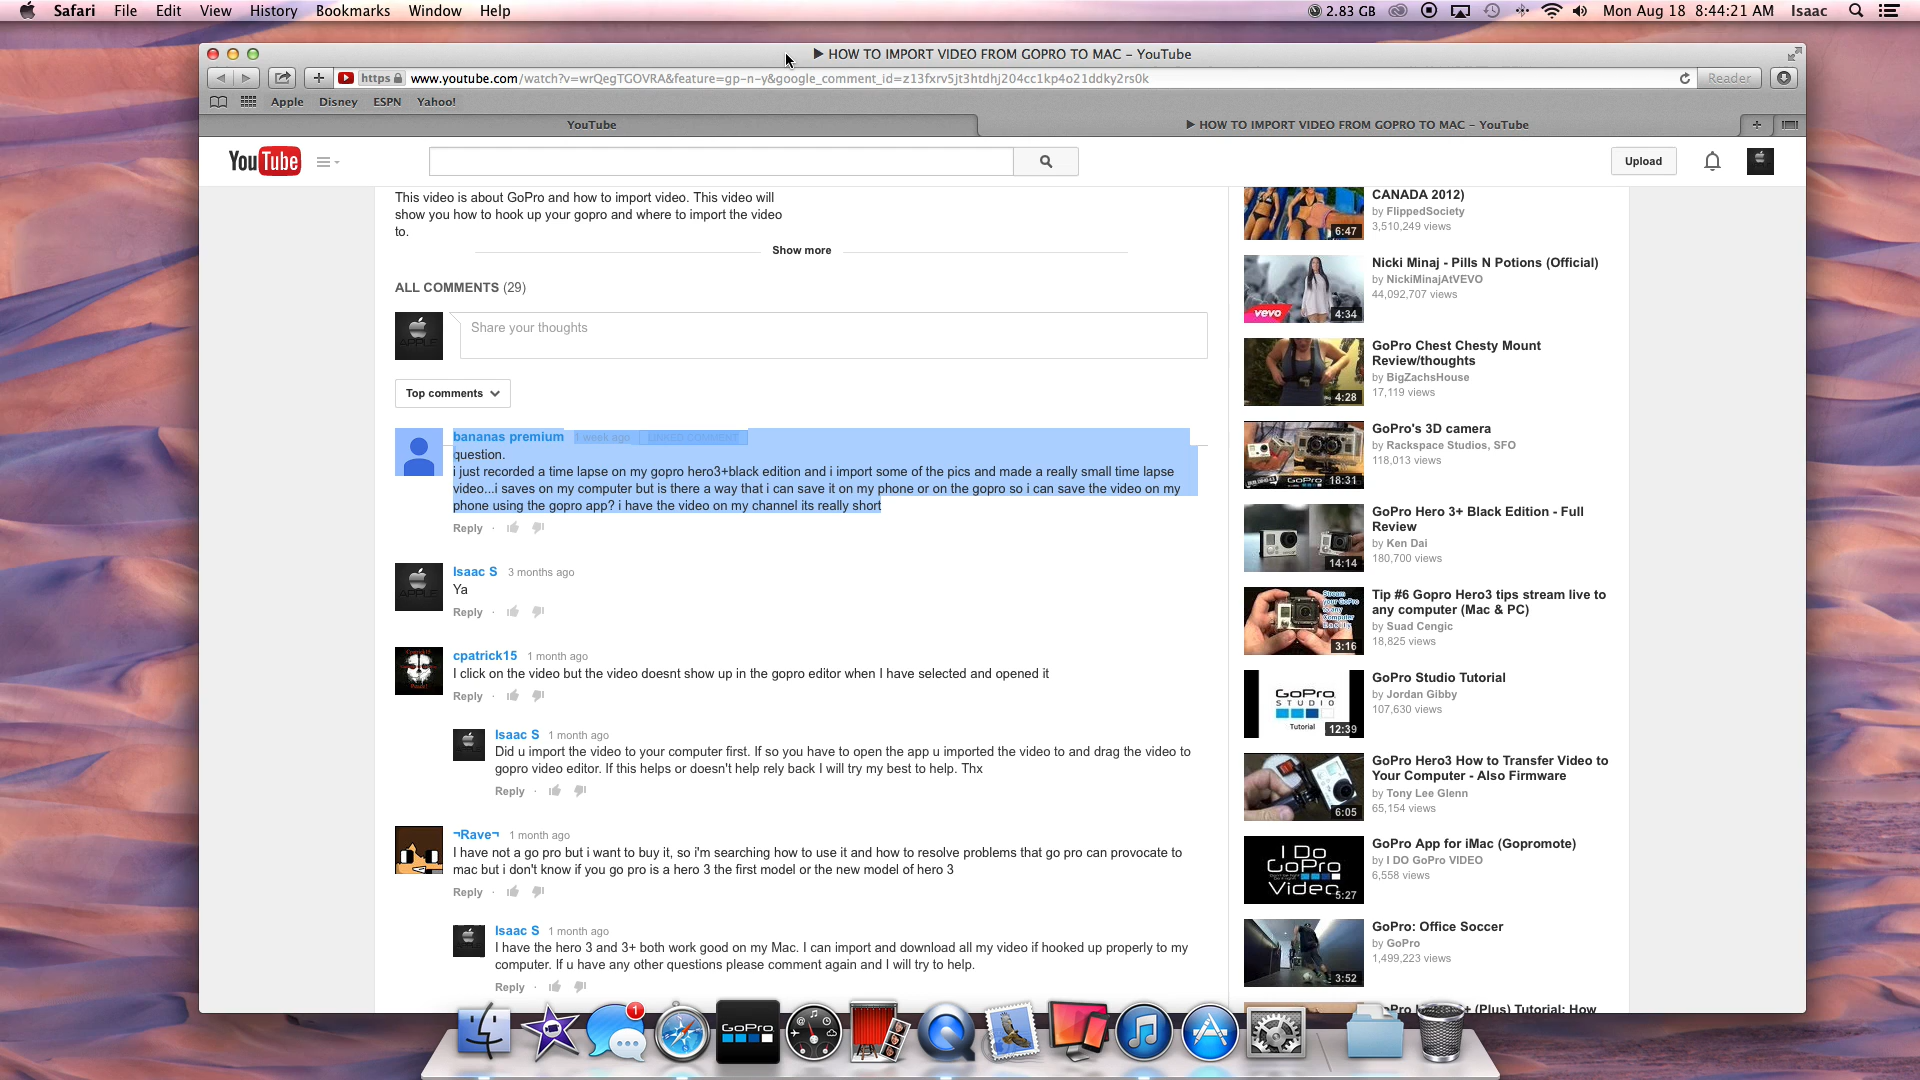 Safari File Edit View History Bookmarks Window Help 2.83 GB Mon Aug 18 8:44:21 AM Isaac
▶ HOW TO IMPORT VIDEO FROM GOPRO TO MAC – YouTube
https www.youtube.com/watch?v=wrQegTGOVRA&feature=gp-n-y&google_comment_id=z13fxrv5jt3htdhj204cc1kp4o21ddky2rs0k Reader
Apple Disney ESPN Yahoo!
YouTube ▶ HOW TO IMPORT VIDEO FROM GOPRO TO MAC – YouTube
YouTube Upload
This video is about GoPro and how to import video. This video will
show you how to hook up your gopro and where to import the video
to.
Show more
ALL COMMENTS (29)
Share your thoughts
Top comments
bananas premium 1 week ago LINKED COMMENT
question.
i just recorded a time lapse on my gopro hero3+black edition and i import some of the pics and made a really small time lapse
video...i saves on my computer but is there a way that i can save it on my phone or on the gopro so i can save the video on my
phone using the gopro app? i have the video on my channel its really short
Reply ·
Isaac S 3 months ago
Ya
Reply ·
cpatrick15 1 month ago
I click on the video but the video doesnt show up in the gopro editor when I have selected and opened it
Reply ·
Isaac S 1 month ago
Did u import the video to your computer first. If so you have to open the app u imported the video to and drag the video to
gopro video editor. If this helps or doesn't help rely back I will try my best to help. Thx
Reply ·
¬Rave¬ 1 month ago
I have not a go pro but i want to buy it, so i'm searching how to use it and how to resolve problems that go pro can provocate to
mac but i don't know if you go pro is a hero 3 the first model or the new model of hero 3
Reply ·
Isaac S 1 month ago
I have the hero 3 and 3+ both work good on my Mac. I can import and download all my video if hooked up properly to my
computer. If u have any other questions please comment again and I will try to help.
Reply ·
CANADA 2012)
by FlippedSociety
3,510,249 views
6:47
Nicki Minaj - Pills N Potions (Official)
by NickiMinajAtVEVO
44,092,707 views
vevo 4:34
GoPro Chest Chesty Mount
Review/thoughts
by BigZachsHouse
17,119 views
4:28
GoPro's 3D camera
by Rackspace Studios, SFO
118,013 views
18:31
GoPro Hero 3+ Black Edition - Full
Review
by Ken Dai
180,700 views
14:14
Tip #6 Gopro Hero3 tips stream live to
any computer (Mac & PC)
by Suad Cengic
18,825 views
3:16
GoPro Studio Tutorial
by Jordan Gibby
107,630 views
GoPro
STUDIO
Tutorial 12:39
GoPro Hero3 How to Transfer Video to
Your Computer - Also Firmware
by Tony Lee Glenn
65,154 views
6:05
GoPro App for iMac (Gopromote)
by I DO GoPro VIDEO
6,558 views
I Do
GoPro
Video 5:27
GoPro: Office Soccer
by GoPro
1,499,223 views
3:52
(Plus) Tutorial: How
1
GoPro